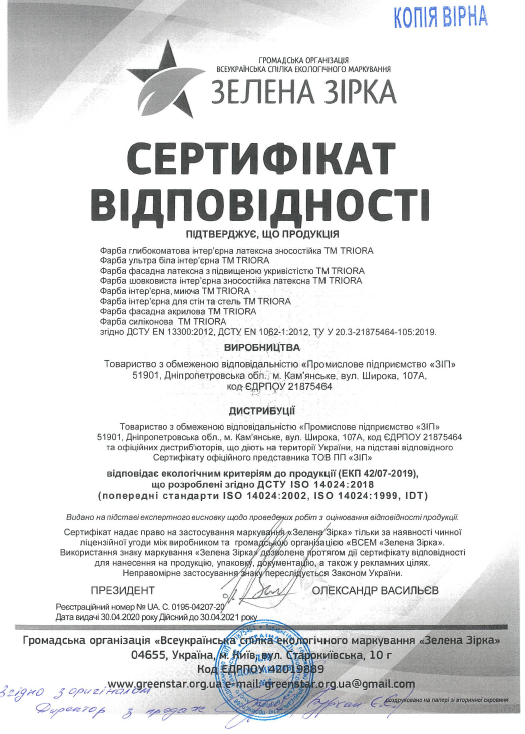 КОПІЯ ВІРНА
ГРОМАДСЬКА ОРГАНІЗАЦІЯ
ВСЕУКРАЇНСЬКА СПІЛКА ЕКОЛОГІЧНОГО МАРКУВАННЯ
ЗЕЛЕНА ЗІРКА
СЕРТИФІКАТ
ВІДПОВІДНОСТІ
ПІДТВЕРДЖУЄ, ЩО ПРОДУКЦІЯ
Фарба глибокоматова інтер'єрна латексна зносостійка ТМ TRIORA
Фарба ультра біла інтер'єрна ТМ TRIORA
Фарба фасадна латексна з підвищеною укривістістю ТМ TRIORA
Фарба шовковиста інтер'єрна зносостійка латексна ТМ TRIORA
Фарба інтер'єрна, миюча ТМ TRIORA
Фарба інтер'єрна для стін та стель ТМ TRIORA
Фарба фасадна акрилова ТМ TRIORA
Фарба силіконова ТМ TRIORA
згідно ДСТУ EN 13300:2012, ДСТУ EN 1062-1:2012, ТУ У 20.3-21875464-105:2019.
ВИРОБНИЦТВА
Товариство з обмеженою відповідальністю «Промислове підприємство «ЗІП»
51901, Дніпропетровська обл., м. Кам'янське, вул. Широка, 107А,
код ЄДРПОУ 21875464
ДИСТРИБУЦІЇ
Товариство з обмеженою відповідальністю «Промислове підприємство «ЗІП»
51901, Дніпропетровська обл., м. Кам'янське, вул. Широка, 107А, код ЄДРПОУ 21875464
та офіційних дистриб'юторів, що діють на території України, на підставі відповідного
Сертифікату офіційного представника ТОВ ПП «ЗІП»
відповідає екологічним критеріям до продукції (ЕКП 42/07-2019),
що розроблені згідно ДСТУ ISO 14024:2018
(попередні стандарти ISO 14024:2002, ISO 14024:1999, IDT)
Видано на підставі експертного висновку щодо проведених робіт з оцінювання відповідності продукції.
Сертифікат надає право на застосування маркування «Зелена Зірка» тільки за наявності чинної
ліцензійної угоди між виробником та громадською організацією «ВСЕМ «Зелена Зірка».
Використання знаку маркування «Зелена Зірка» дозволене протягом дії сертифікату відповідності
для нанесення на продукцію, упаковку, документацію, а також у рекламних цілях.
Неправомірне застосування знаку переслідується Законом України.
ПРЕЗИДЕНТ ОЛЕКСАНДР ВАСИЛЬЄВ
Реєстраційний номер № UA. С. 0195-04207-20
Дата видачі 30.04.2020 року Дійсний до 30.04.2021 року
Громадська організація «Всеукраїнська спілка екологічного маркування «Зелена Зірка»
04655, Україна, м. Київ, вул. Старокиївська, 10 г
Код ЄДРПОУ 42019889
www.greenstar.org.ua e-mail: greenstar.org.ua@gmail.com
Згідно з оригіналом
роздруковано на папері зі вторинної сировини
Директор з продаж